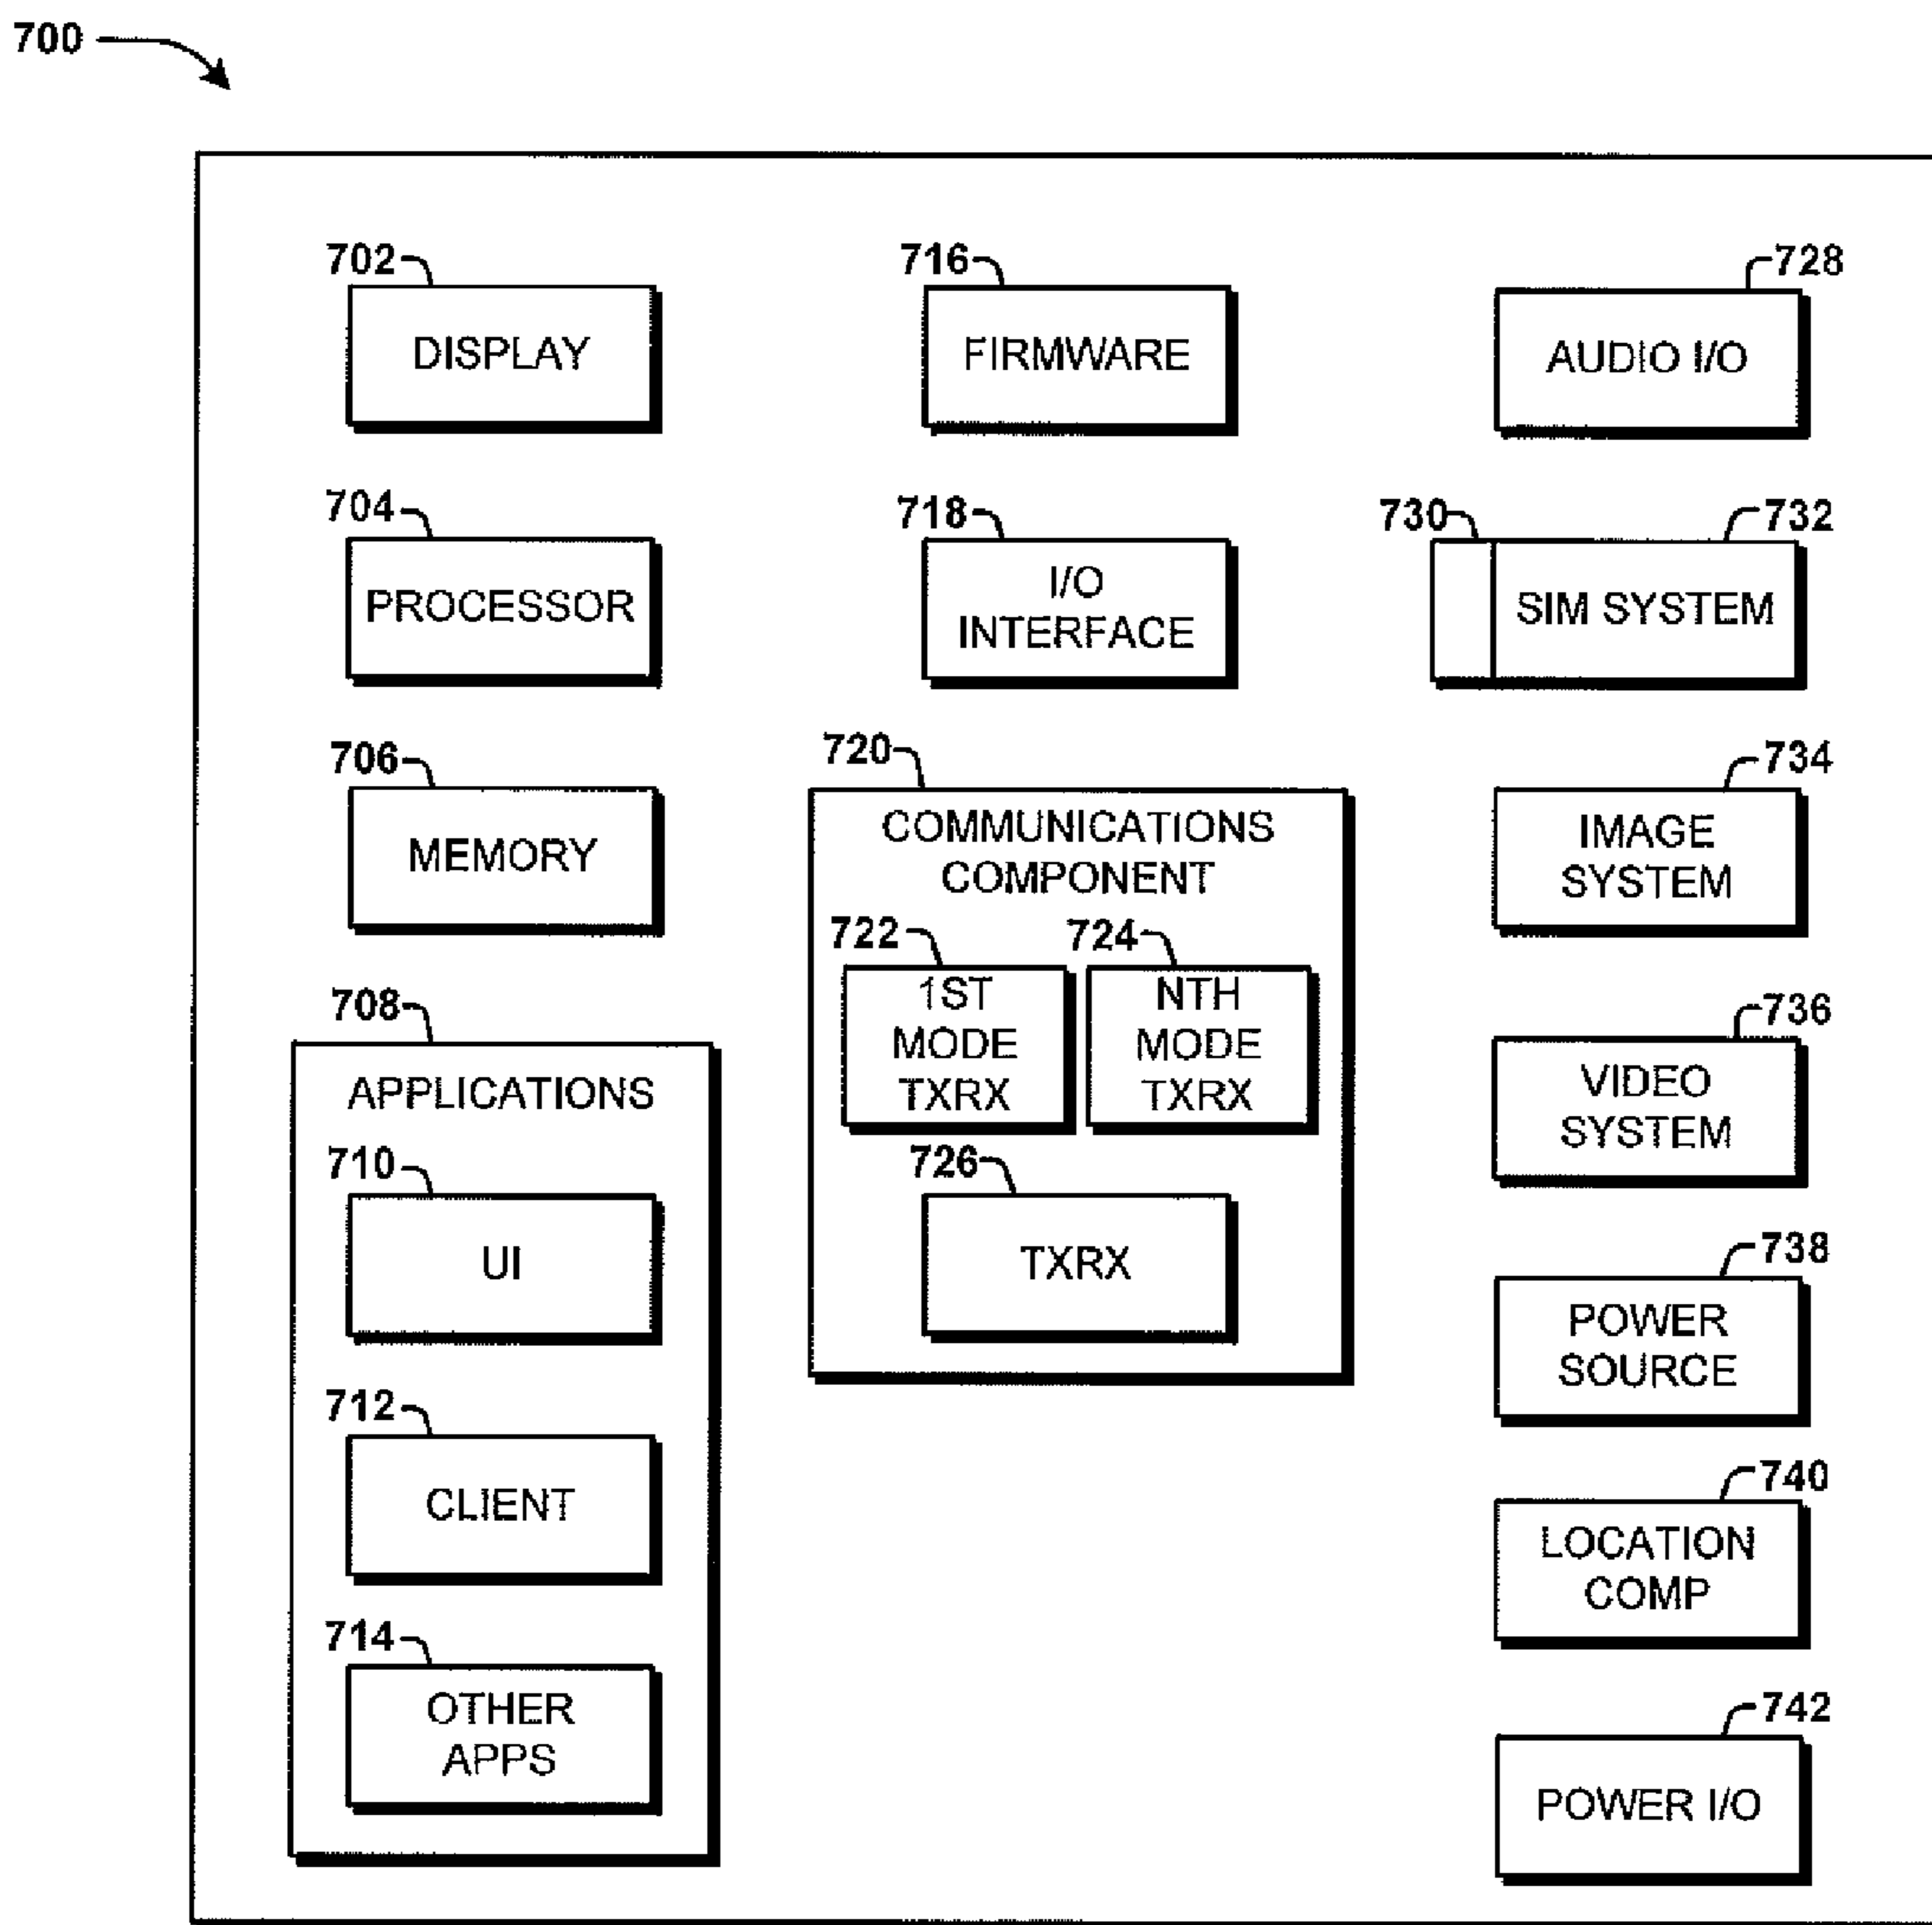 700
702
DISPLAY
704
PROCESSOR
706
MEMORY
708
APPLICATIONS
710
UI
712
CLIENT
714
OTHER
APPS
716
FIRMWARE
718
I/O
INTERFACE
720
COMMUNICATIONS
COMPONENT
722
1ST
MODE
TXRX
724
NTH
MODE
TXRX
726
TXRX
728
AUDIO I/O
730
732
SIM SYSTEM
734
IMAGE
SYSTEM
736
VIDEO
SYSTEM
738
POWER
SOURCE
740
LOCATION
COMP
742
POWER I/O